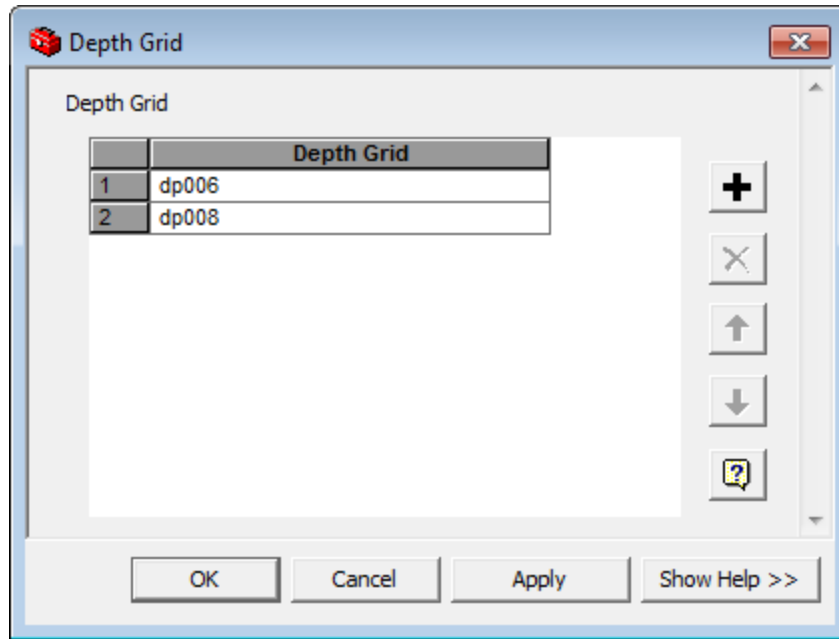 Depth Grid
Depth Grid
Depth Grid
1 dp006
2 dp008
OK Cancel Apply Show Help >>